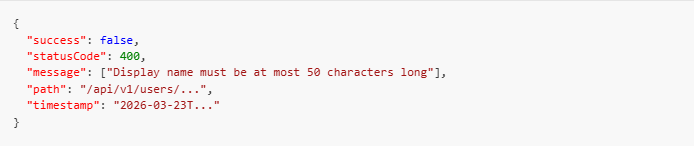 {
  "success": false,
  "statusCode": 400,
  "message": ["Display name must be at most 50 characters long"],
  "path": "/api/v1/users/...",
  "timestamp": "2026-03-23T..."
}